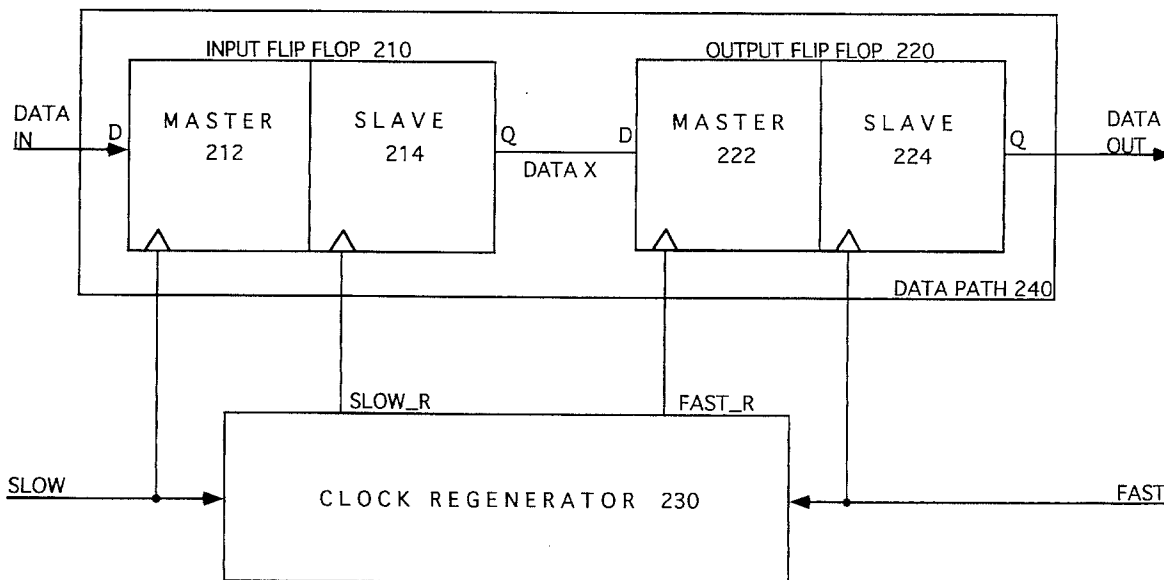 INPUT FLIP FLOP 210
OUTPUT FLIP FLOP 220
DATA
IN
D
MASTER
212
SLAVE
214
Q
DATA X
D
MASTER
222
SLAVE
224
Q
DATA
OUT
DATA PATH 240
SLOW_R
FAST_R
SLOW
CLOCK REGENERATOR 230
FAST